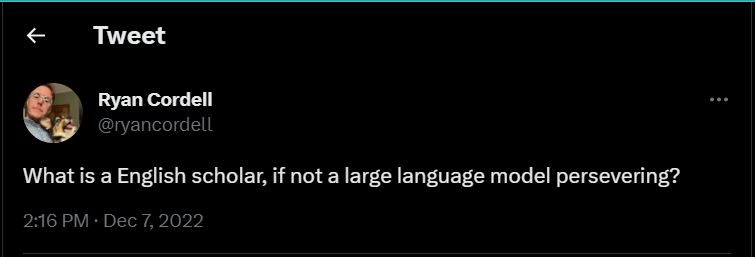 Tweet
Ryan Cordell
@ryancordell
What is a English scholar, if not a large language model persevering?
2:16 PM · Dec 7, 2022